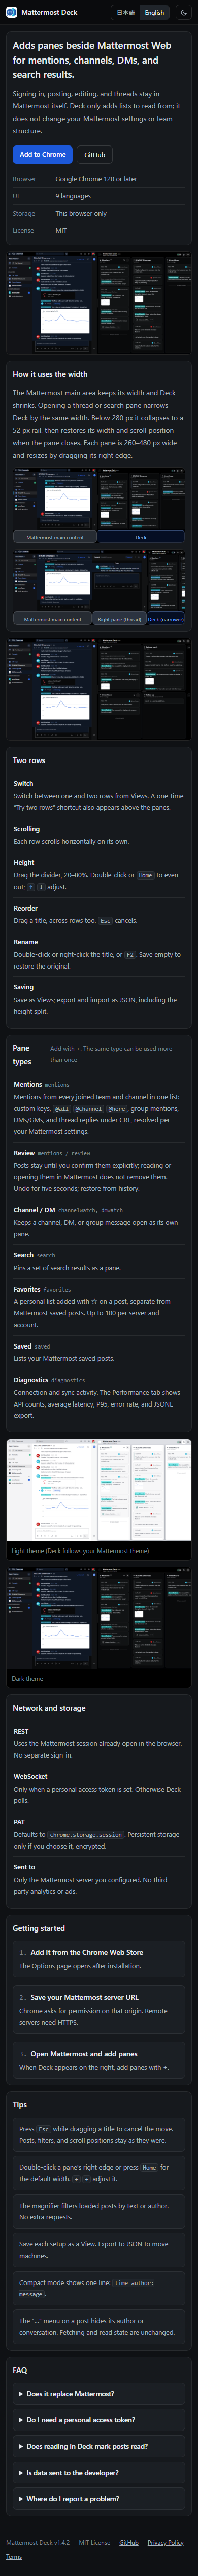 Mattermost Deck
日本語
English
Adds panes beside Mattermost Web
for mentions, channels, DMs, and
search results.
Signing in, posting, editing, and threads stay in
Mattermost itself. Deck only adds lists to read from; it
does not change your Mattermost settings or team
structure.
Add to Chrome
GitHub
Browser Google Chrome 120 or later
UI 9 languages
Storage This browser only
License MIT
How it uses the width
The Mattermost main area keeps its width and Deck
shrinks. Opening a thread or search pane narrows
Deck by the same width. Below 280 px it collapses to a
52 px rail, then restores its width and scroll position
when the pane closes. Each pane is 260–480 px wide
and resizes by dragging its right edge.
Mattermost main content
Deck
Mattermost main content
Right pane (thread)
Deck (narrower)
Two rows
Switch
Switch between one and two rows from Views. A one-time
"Try two rows" shortcut also appears above the panes.
Scrolling
Each row scrolls horizontally on its own.
Height
Drag the divider, 20–80%. Double-click or Home to even
out; ↑ ↓ adjust.
Reorder
Drag a title, across rows too. Esc cancels.
Rename
Double-click or right-click the title, or F2. Save empty to
restore the original.
Saving
Save as Views; export and import as JSON, including the
height split.
Pane
types
Add with +. The same type can be used more
than once
Mentions mentions
Mentions from every joined team and channel in one list:
custom keys, @all @channel @here, group mentions,
DMs/GMs, and thread replies under CRT, resolved per
your Mattermost settings.
Review mentions / review
Posts stay until you confirm them explicitly; reading or
opening them in Mattermost does not remove them.
Undo for five seconds; restore from history.
Channel / DM channelwatch, dmwatch
Keeps a channel, DM, or group message open as its own
pane.
Search search
Pins a set of search results as a pane.
Favorites favorites
A personal list added with ☆ on a post, separate from
Mattermost saved posts. Up to 100 per server and
account.
Saved saved
Lists your Mattermost saved posts.
Diagnostics diagnostics
Connection and sync activity. The Performance tab shows
API counts, average latency, P95, error rate, and JSONL
export.
Light theme (Deck follows your Mattermost theme)
Dark theme
Network and storage
REST
Uses the Mattermost session already open in the browser.
No separate sign-in.
WebSocket
Only when a personal access token is set. Otherwise Deck
polls.
PAT
Defaults to chrome.storage.session. Persistent storage
only if you choose it, encrypted.
Sent to
Only the Mattermost server you configured. No third-
party analytics or ads.
Getting started
1. Add it from the Chrome Web Store
The Options page opens after installation.
2. Save your Mattermost server URL
Chrome asks for permission on that origin. Remote
servers need HTTPS.
3. Open Mattermost and add panes
When Deck appears on the right, add panes with +.
Tips
Press Esc while dragging a title to cancel the move.
Posts, filters, and scroll positions stay as they were.
Double-click a pane's right edge or press Home for
the default width. ← → adjust it.
The magnifier filters loaded posts by text or author.
No extra requests.
Save each setup as a View. Export to JSON to move
machines.
Compact mode shows one line: time author:
message.
The "…" menu on a post hides its author or
conversation. Fetching and read state are unchanged.
FAQ
▶ Does it replace Mattermost?
▶ Do I need a personal access token?
▶ Does reading in Deck mark posts read?
▶ Is data sent to the developer?
▶ Where do I report a problem?
Mattermost Deck v1.4.2 MIT License GitHub Privacy Policy
Terms